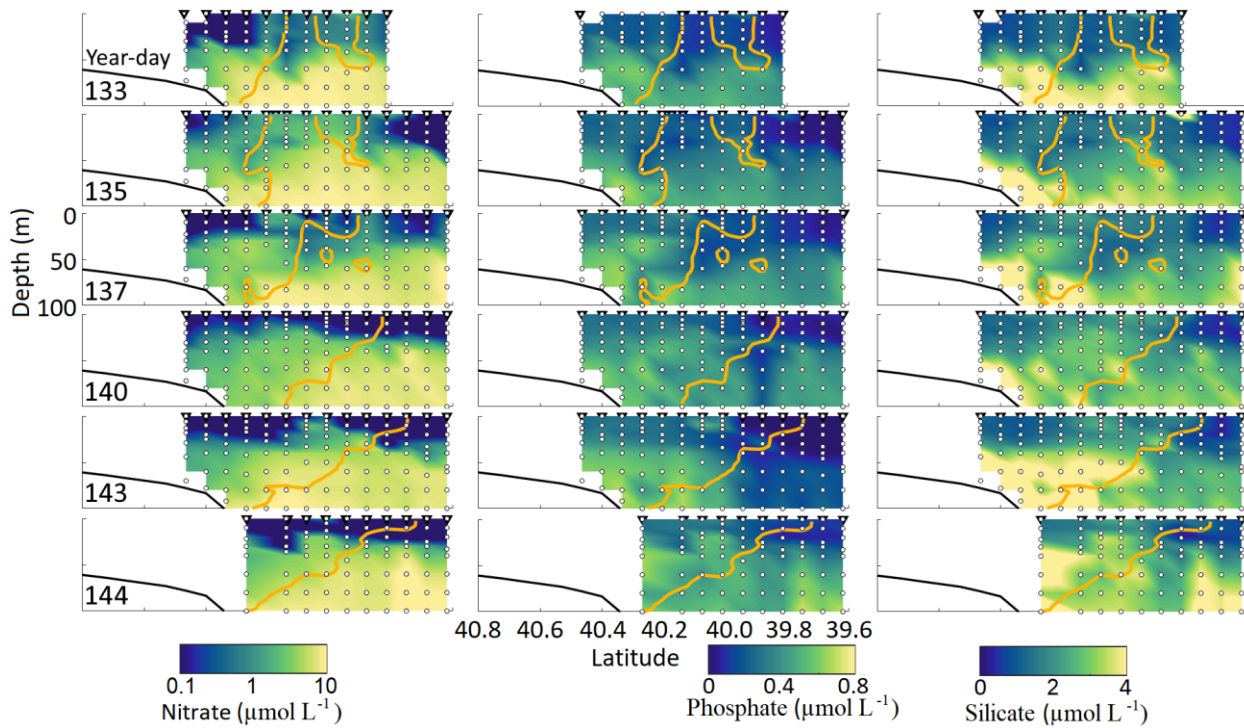 Year-day
133
135
0
137
50
Depth (m)
100
140
143
144
40.8 40.6 40.4 40.2 40.0 39.8 39.6
Latitude
0.1 1 10
Nitrate (µmol L⁻¹)
0 0.4 0.8
Phosphate (µmol L⁻¹)
0 2 4
Silicate (µmol L⁻¹)